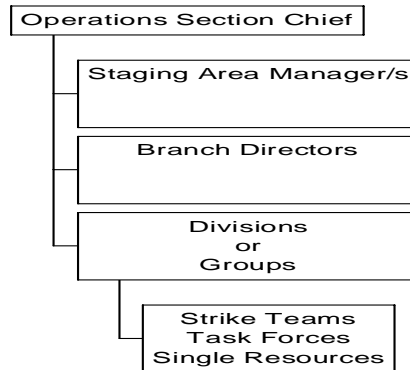 Operations Section Chief
Staging Area Manager/s
Branch Directors
Divisions
or
Groups
Strike Teams
Task Forces
Single Resources